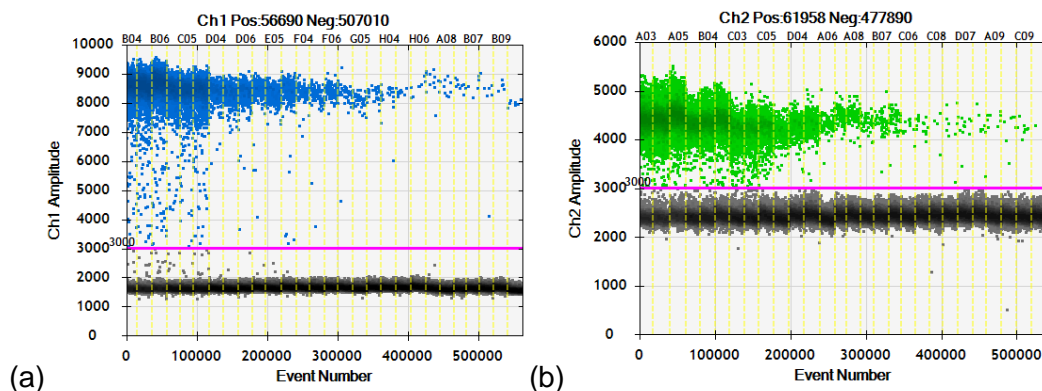 Ch1 Pos:56690 Neg:507010
B04 B06 C05 D04 D06 E05 F04 F06 G05 H04 H06 A08 B07 B09
10000
9000
8000
7000
6000
5000
4000
3000
3000
2000
1000
0
Ch1 Amplitude
0 100000 200000 300000 400000 500000
Event Number
(a)
Ch2 Pos:61958 Neg:477890
A03 A05 B04 C03 C05 D04 A06 A08 B07 C06 C08 D07 A09 C09
6000
5000
4000
3000
3000
2000
1000
0
Ch2 Amplitude
0 100000 200000 300000 400000 500000
Event Number
(b)